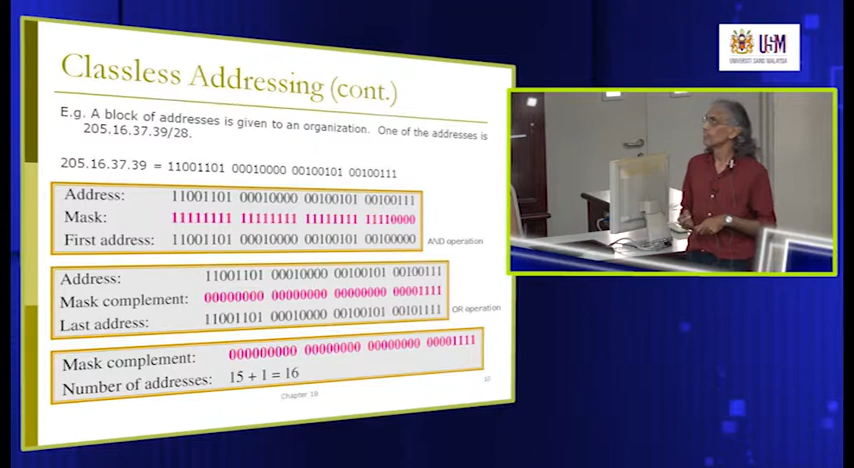 Classless Addressing (cont.)
E.g. A block of addresses is given to an organization. One of the addresses is
205.16.37.39/28.
205.16.37.39 = 11001101 00010000 00100101 00100111
Address: 11001101 00010000 00100101 00100111
Mask: 11111111 11111111 11111111 11110000
First address: 11001101 00010000 00100101 00100000
AND operation
Address: 11001101 00010000 00100101 00100111
Mask complement: 00000000 00000000 00000000 00001111
Last address: 11001101 00010000 00100101 00101111
OR operation
Mask complement: 000000000 00000000 00000000 00001111
Number of addresses: 15 + 1 = 16
USM
UNIVERSITI SAINS MALAYSIA